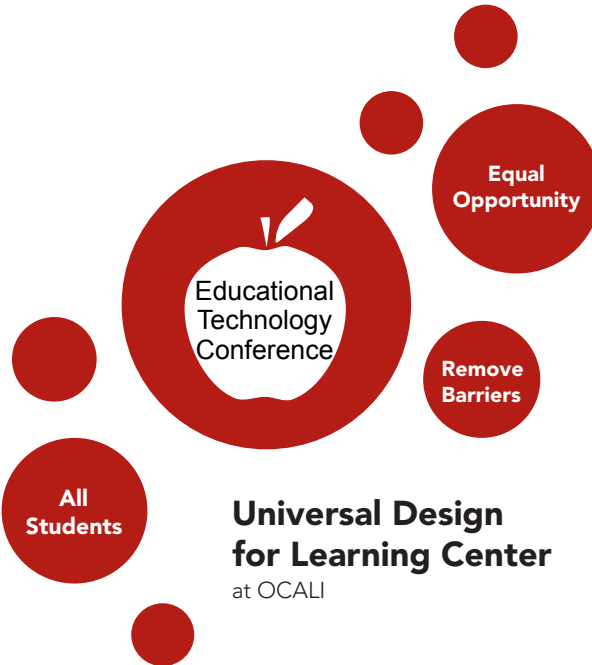 Equal
Opportunity
Educational
Technology
Conference
Remove
Barriers
All
Students
Universal Design
for Learning Center
at OCALI